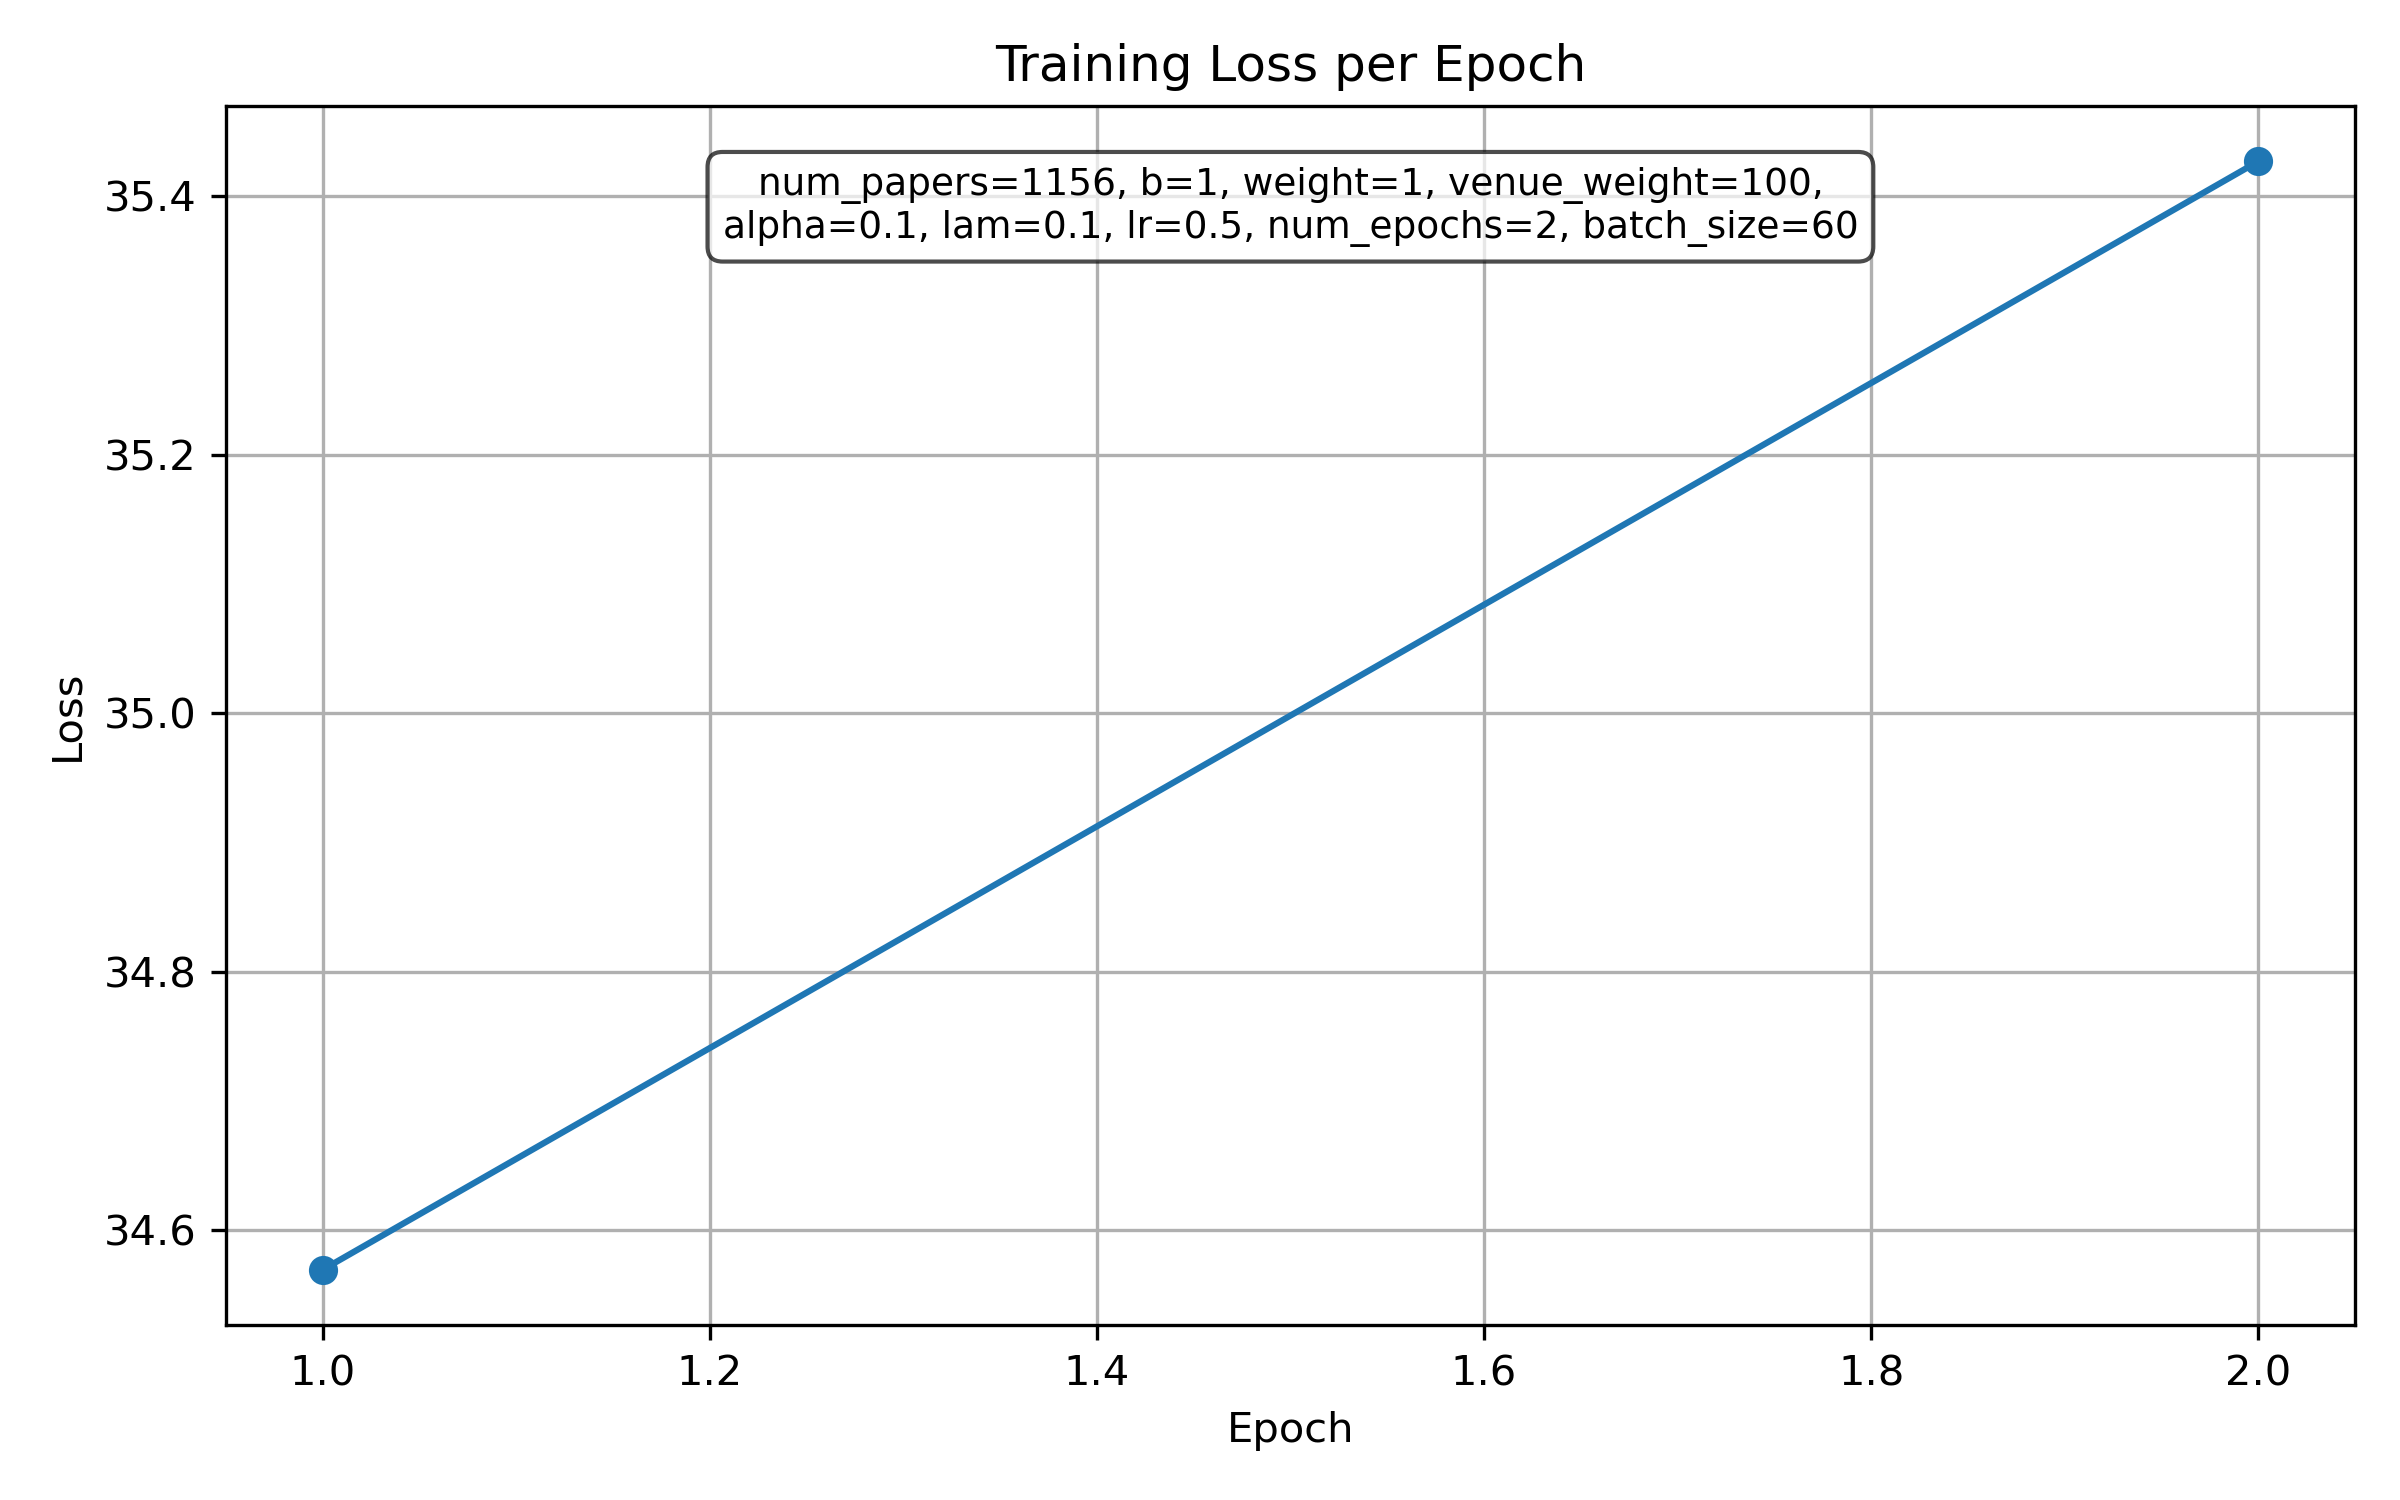 Training Loss per Epoch
num_papers=1156, b=1, weight=1, venue_weight=100,
alpha=0.1, lam=0.1, lr=0.5, num_epochs=2, batch_size=60
35.4
35.2
35.0
34.8
34.6
Loss
1.0 1.2 1.4 1.6 1.8 2.0
Epoch